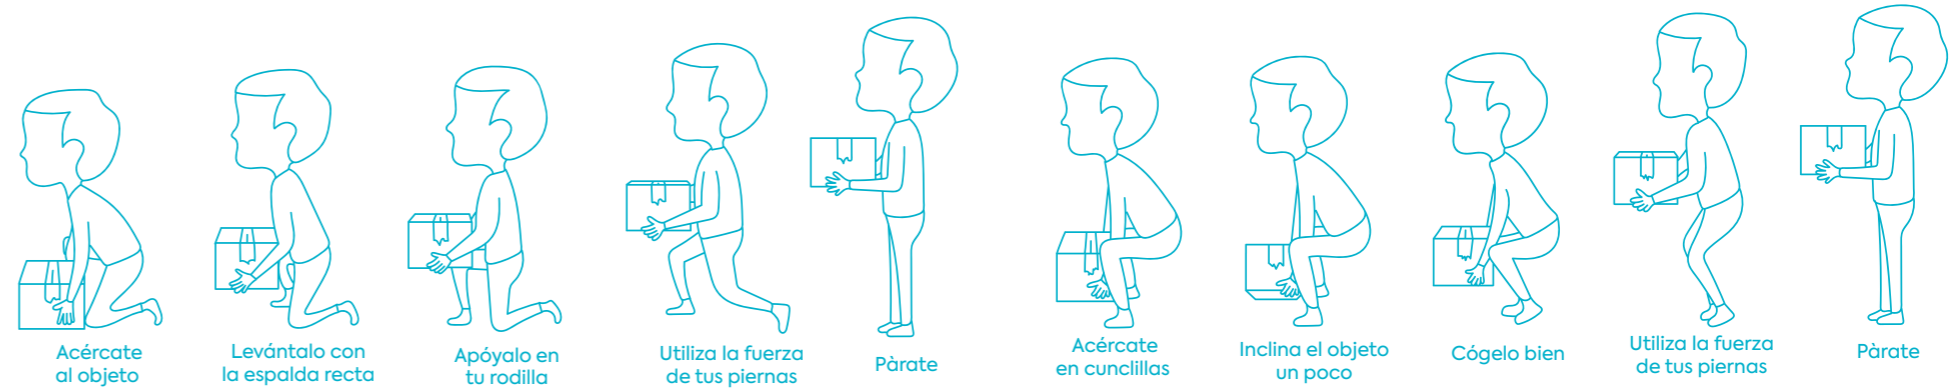 Acércate
al objeto
Levántalo con
la espalda recta
Apóyalo en
tu rodilla
Utiliza la fuerza
de tus piernas
Pàrate
Acércate
en cunclillas
Inclina el objeto
un poco
Cógelo bien
Utiliza la fuerza
de tus piernas
Pàrate